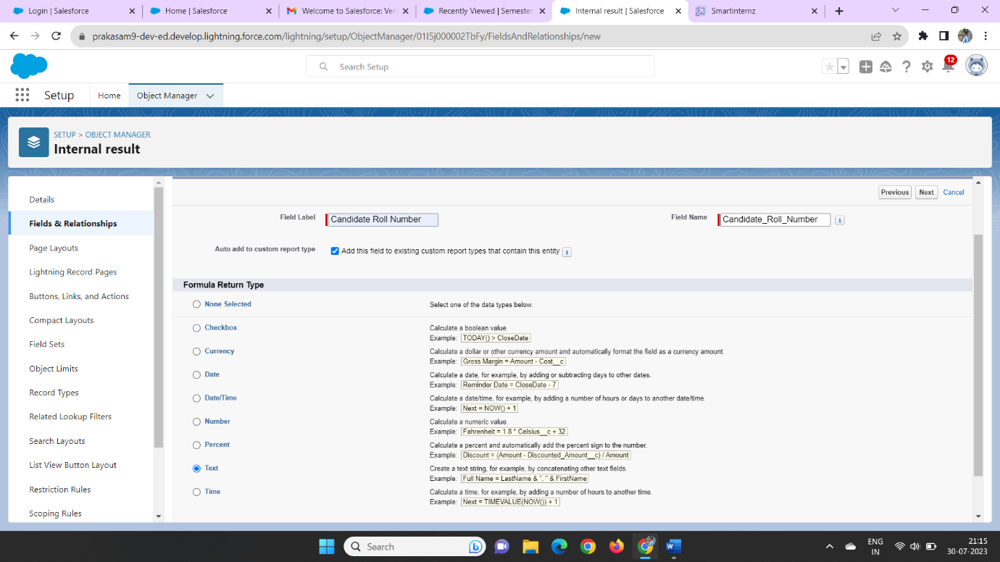 Login | Salesforce
Home | Salesforce
Welcome to Salesforce: Ver
Recently Viewed | Semester
Internal result | Salesforce
Smartinternz
prakasam9-dev-ed.develop.lightning.force.com/lightning/setup/ObjectManager/01I5j000002TbFy/FieldsAndRelationships/new
Search Setup
12
Setup
Home
Object Manager
SETUP > OBJECT MANAGER
Internal result
Details
Fields & Relationships
Page Layouts
Lightning Record Pages
Buttons, Links, and Actions
Compact Layouts
Field Sets
Object Limits
Record Types
Related Lookup Filters
Search Layouts
List View Button Layout
Restriction Rules
Scoping Rules
Previous Next Cancel
Field Label Candidate Roll Number Field Name Candidate_Roll_Number i
Auto add to custom report type Add this field to existing custom report types that contain this entity i
Formula Return Type
None Selected Select one of the data types below.
Checkbox Calculate a boolean value
Example: TODAY() > CloseDate
Currency Calculate a dollar or other currency amount and automatically format the field as a currency amount.
Example: Gross Margin = Amount - Cost__c
Date Calculate a date, for example, by adding or subtracting days to other dates.
Example: Reminder Date = CloseDate - 7
Date/Time Calculate a date/time, for example, by adding a number of hours or days to another date/time.
Example: Next = NOW() + 1
Number Calculate a numeric value.
Example: Fahrenheit = 1.8 * Celsius__c + 32
Percent Calculate a percent and automatically add the percent sign to the number.
Example: Discount = (Amount - Discounted_Amount__c) / Amount
Text Create a text string, for example, by concatenating other text fields.
Example: Full Name = LastName & ", " & FirstName
Time Calculate a time, for example, by adding a number of hours to another time.
Example: Next = TIMEVALUE(NOW()) + 1
Search
ENG
IN
21:15
30-07-2023